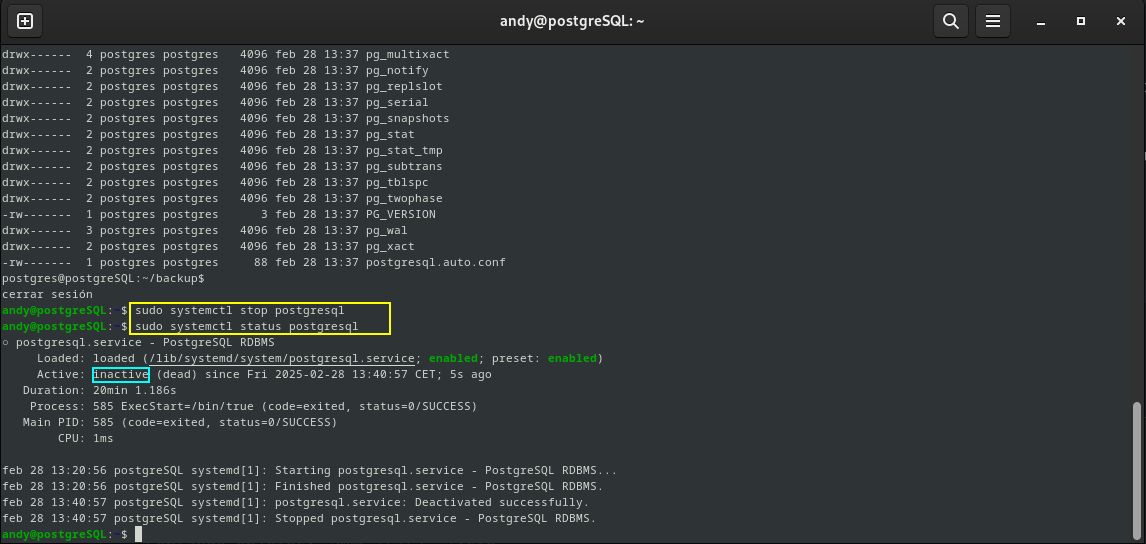 andy@postgreSQL: ~
drwx------  4 postgres postgres   4096 feb 28 13:37 pg_multixact
drwx------  2 postgres postgres   4096 feb 28 13:37 pg_notify
drwx------  2 postgres postgres   4096 feb 28 13:37 pg_replslot
drwx------  2 postgres postgres   4096 feb 28 13:37 pg_serial
drwx------  2 postgres postgres   4096 feb 28 13:37 pg_snapshots
drwx------  2 postgres postgres   4096 feb 28 13:37 pg_stat
drwx------  2 postgres postgres   4096 feb 28 13:37 pg_stat_tmp
drwx------  2 postgres postgres   4096 feb 28 13:37 pg_subtrans
drwx------  2 postgres postgres   4096 feb 28 13:37 pg_tblspc
drwx------  2 postgres postgres   4096 feb 28 13:37 pg_twophase
-rw-------  1 postgres postgres      3 feb 28 13:37 PG_VERSION
drwx------  3 postgres postgres   4096 feb 28 13:37 pg_wal
drwx------  2 postgres postgres   4096 feb 28 13:37 pg_xact
-rw-------  1 postgres postgres     88 feb 28 13:37 postgresql.auto.conf
postgres@postgreSQL:~/backup$
cerrar sesión
andy@postgreSQL:~$ sudo systemctl stop postgresql
andy@postgreSQL:~$ sudo systemctl status postgresql
○ postgresql.service - PostgreSQL RDBMS
     Loaded: loaded (/lib/systemd/system/postgresql.service; enabled; preset: enabled)
     Active: inactive (dead) since Fri 2025-02-28 13:40:57 CET; 5s ago
   Duration: 20min 1.186s
    Process: 585 ExecStart=/bin/true (code=exited, status=0/SUCCESS)
   Main PID: 585 (code=exited, status=0/SUCCESS)
        CPU: 1ms

feb 28 13:20:56 postgreSQL systemd[1]: Starting postgresql.service - PostgreSQL RDBMS...
feb 28 13:20:56 postgreSQL systemd[1]: Finished postgresql.service - PostgreSQL RDBMS.
feb 28 13:40:57 postgreSQL systemd[1]: postgresql.service: Deactivated successfully.
feb 28 13:40:57 postgreSQL systemd[1]: Stopped postgresql.service - PostgreSQL RDBMS.
andy@postgreSQL:~$